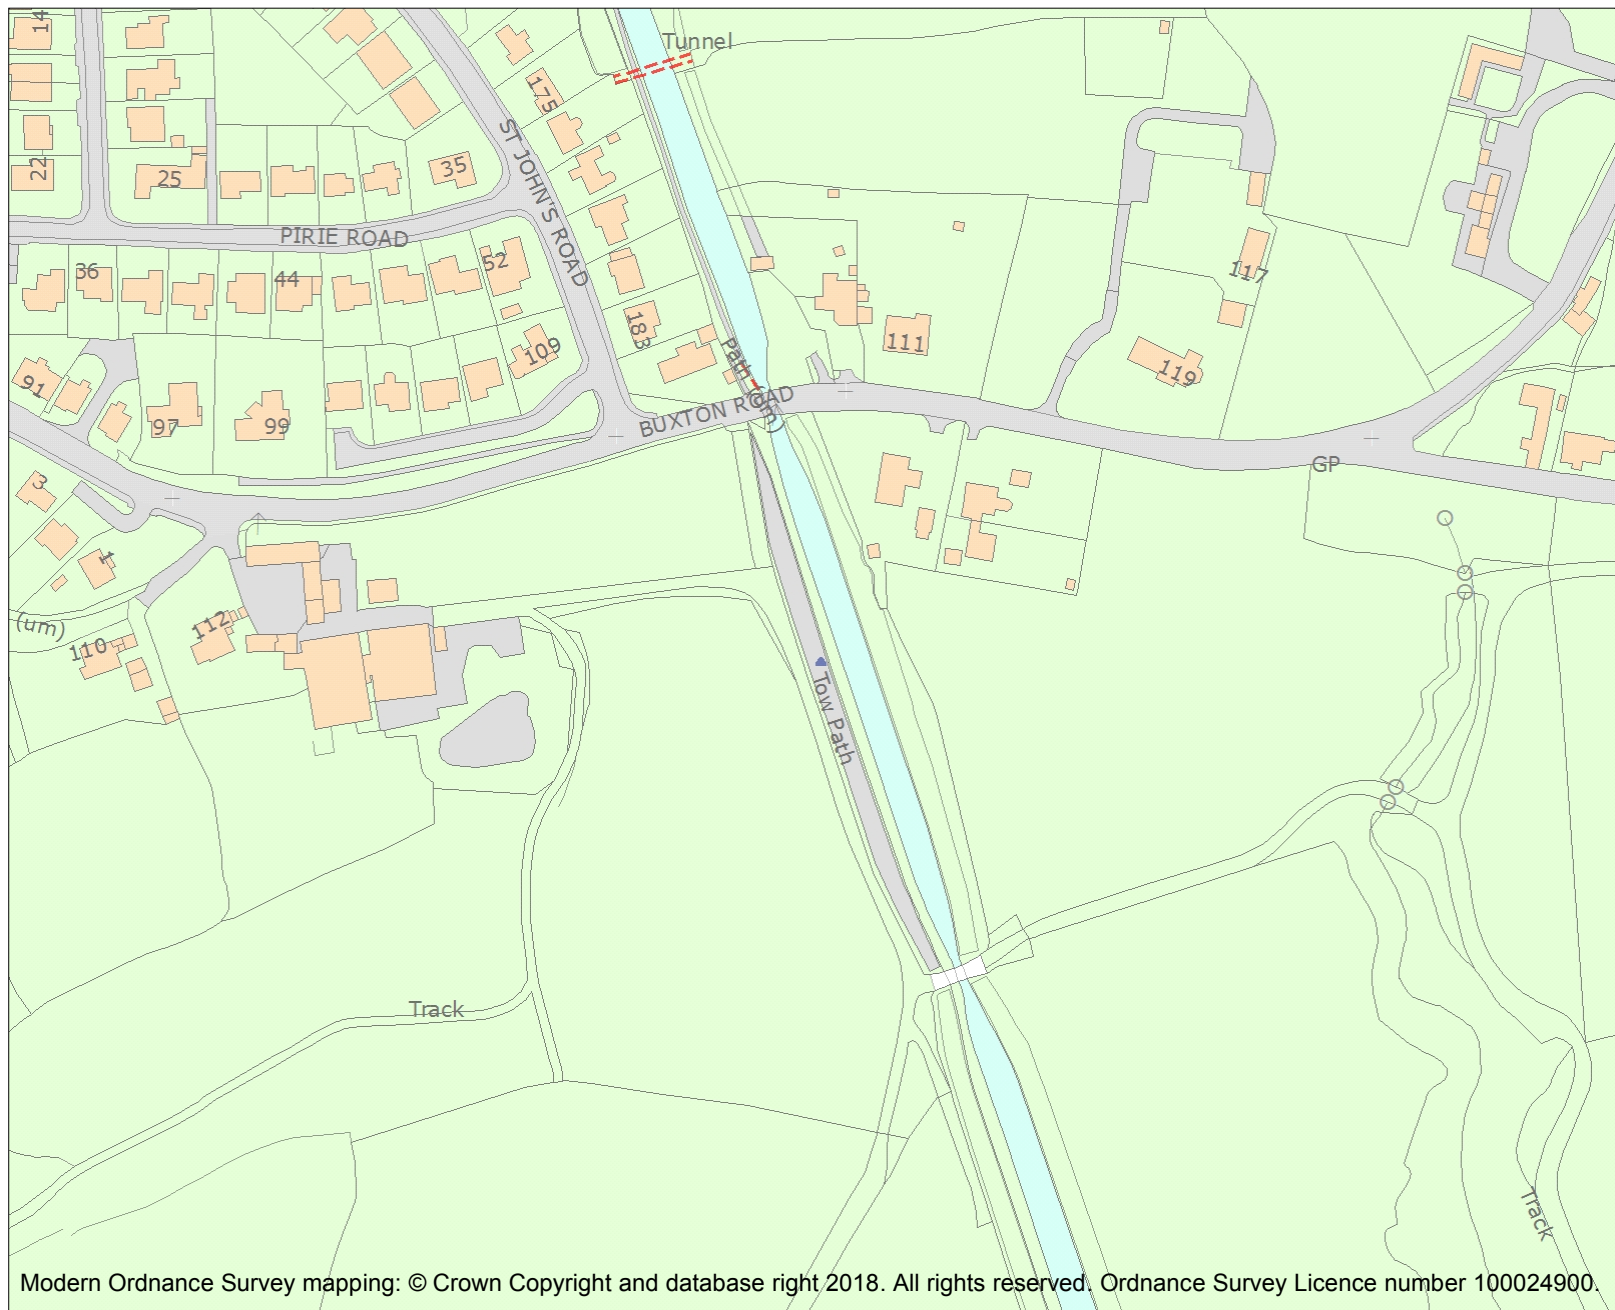 14
Tunnel
175
ST JOHN'S ROAD
22
25
35
PIRIE ROAD
36
44
52
117
183
111
109
Path (um)
119
91
97
99
BUXTON ROAD
GP
3
1
(um)
112
110
Tow Path
Track
Track
Modern Ordnance Survey mapping: © Crown Copyright and database right 2018. All rights reserved. Ordnance Survey Licence number 100024900.